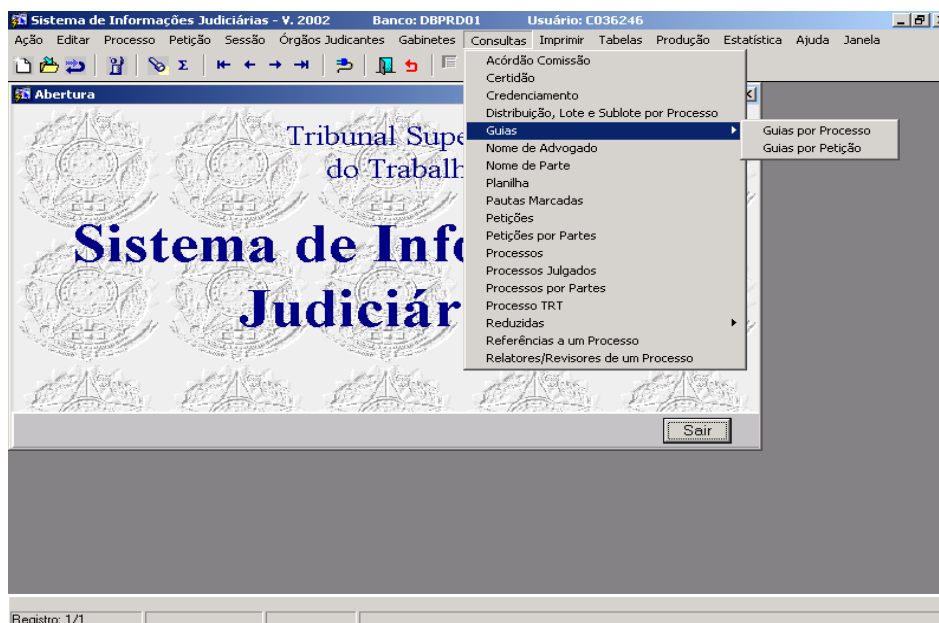 Sistema de Informações Judiciárias - V. 2002 Banco: DBPRD01 Usuário: C036246
Ação Editar Processo Petição Sessão Órgãos Judicantes Gabinetes Consultas Imprimir Tabelas Produção Estatística Ajuda Janela
Abertura
Tribunal Supe
do Trabalh
Sistema de Info
Judiciár
Sair
Acórdão Comissão
Certidão
Credenciamento
Distribuição, Lote e Sublote por Processo
Guias
Nome de Advogado
Nome de Parte
Planilha
Pautas Marcadas
Petições
Petições por Partes
Processos
Processos Julgados
Processos por Partes
Processo TRT
Reduzidas
Referências a um Processo
Relatores/Revisores de um Processo
Guias por Processo
Guias por Petição
Registro: 1/1